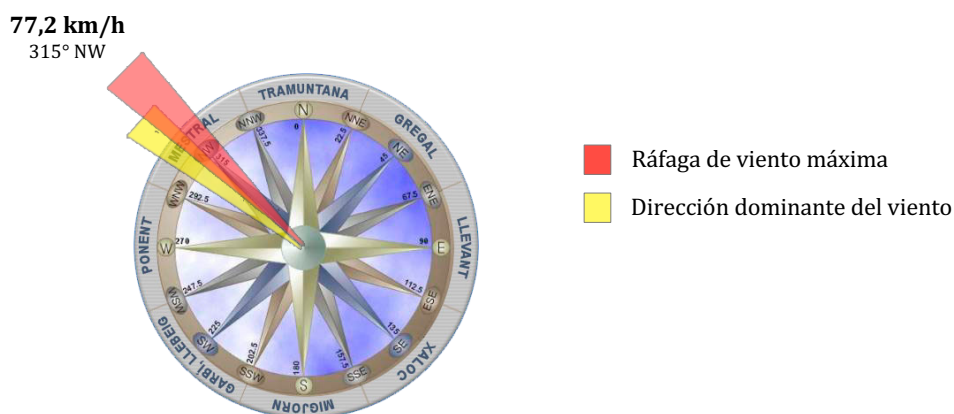 77,2 km/h
315° NW
TRAMUNTANA
GREGAL
LLEVANT
XALOC
MIGJORN
GARBÍ, LLEBEIG
PONENT
MESTRAL
N
0
NNE
22.5
NE
45
ENE
67.5
E
90
ESE
112.5
SE
135
SSE
157.5
S
180
SSW
202.5
SW
225
WSW
247.5
W
270
WNW
292.5
NW
315
NNW
337.5
Ráfaga de viento máxima
Dirección dominante del viento